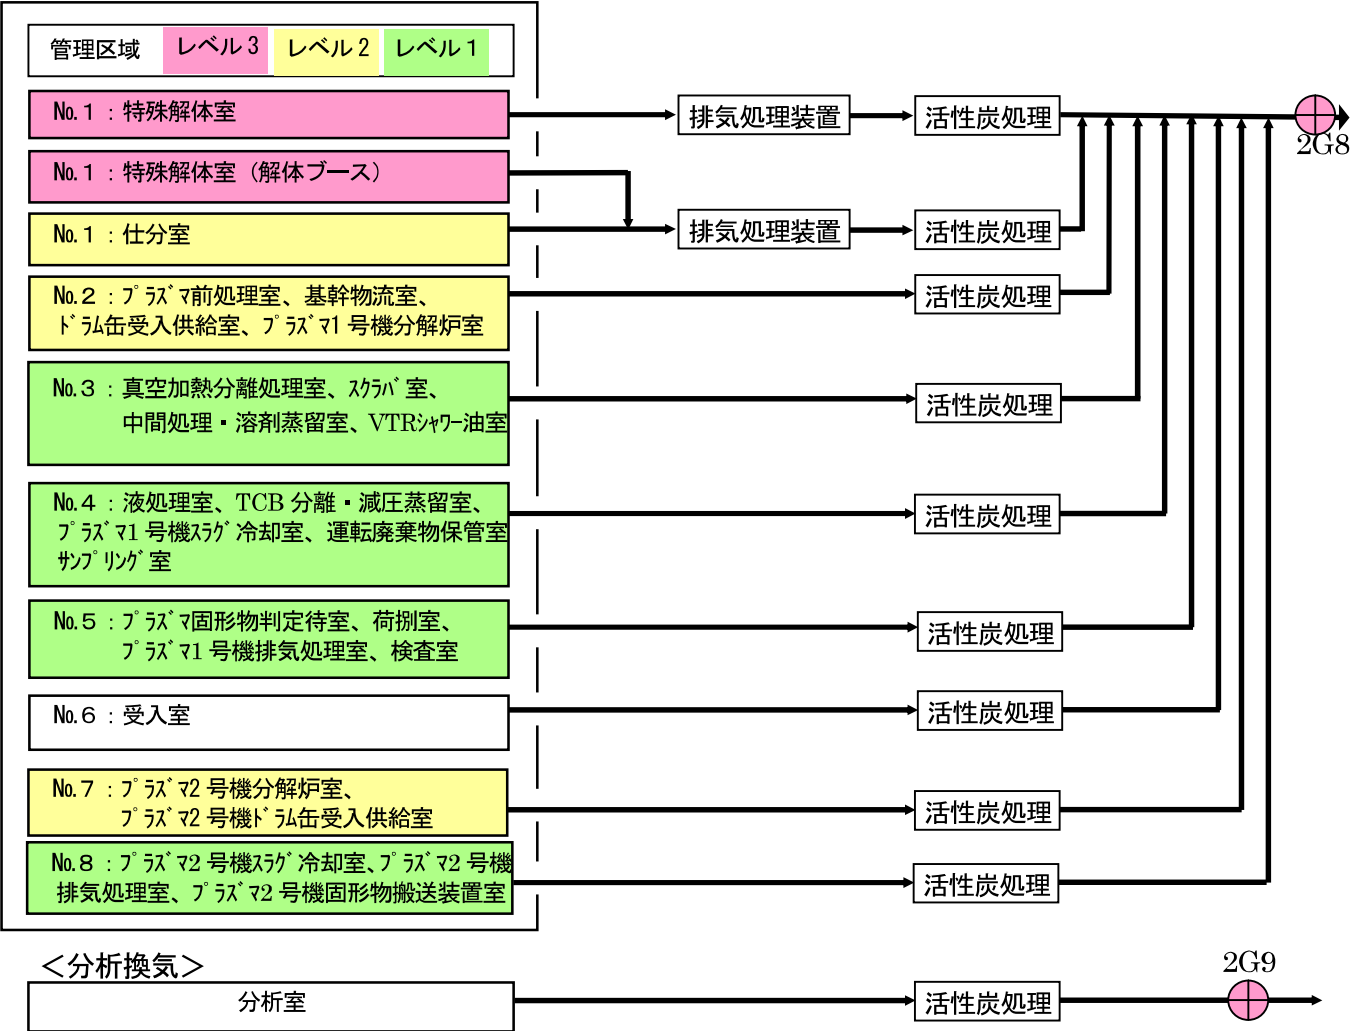 管理区域 レベル３ レベル２ レベル１
№.１：特殊解体室
排気処理装置
活性炭処理
2G8
№.１：特殊解体室（解体ブース）
№.１：仕分室
排気処理装置
活性炭処理
№.２：ﾌﾟﾗｽﾞﾏ前処理室、基幹物流室、
ﾄﾞﾗﾑ缶受入供給室、ﾌﾟﾗｽﾞﾏ1号機分解炉室
活性炭処理
№.３：真空加熱分離処理室、ｽｸﾗﾊﾞ室、
中間処理・溶剤蒸留室、VTRｼｬﾜｰ油室
活性炭処理
№.４：液処理室、TCB分離・減圧蒸留室、
ﾌﾟﾗｽﾞﾏ1号機ｽﾗｸﾞ冷却室、運転廃棄物保管室
ｻﾝﾌﾟﾘﾝｸﾞ室
活性炭処理
№.５：ﾌﾟﾗｽﾞﾏ固形物判定待室、荷捌室、
ﾌﾟﾗｽﾞﾏ1号機排気処理室、検査室
活性炭処理
№.６：受入室
活性炭処理
№.７：ﾌﾟﾗｽﾞﾏ2号機分解炉室、
ﾌﾟﾗｽﾞﾏ2号機ﾄﾞﾗﾑ缶受入供給室
活性炭処理
№.８：ﾌﾟﾗｽﾞﾏ2号機ｽﾗｸﾞ冷却室、ﾌﾟﾗｽﾞﾏ2号機
排気処理室、ﾌﾟﾗｽﾞﾏ2号機固形物搬送装置室
活性炭処理
＜分析換気＞
2G9
分析室
活性炭処理